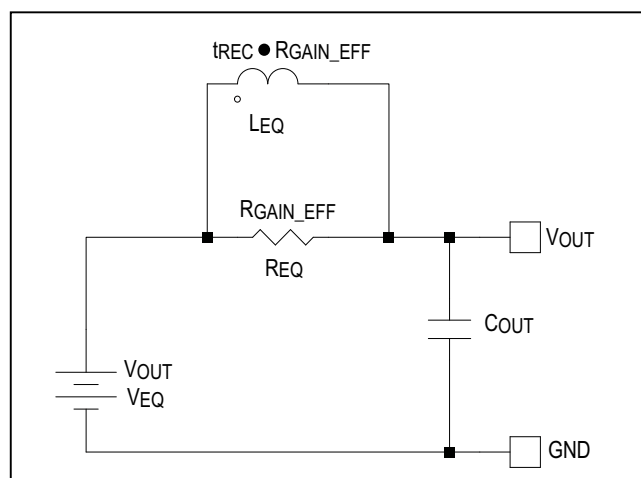 tREC • RGAIN_EFF
LEQ
RGAIN_EFF
REQ
VOUT
COUT
VOUT
VEQ
GND